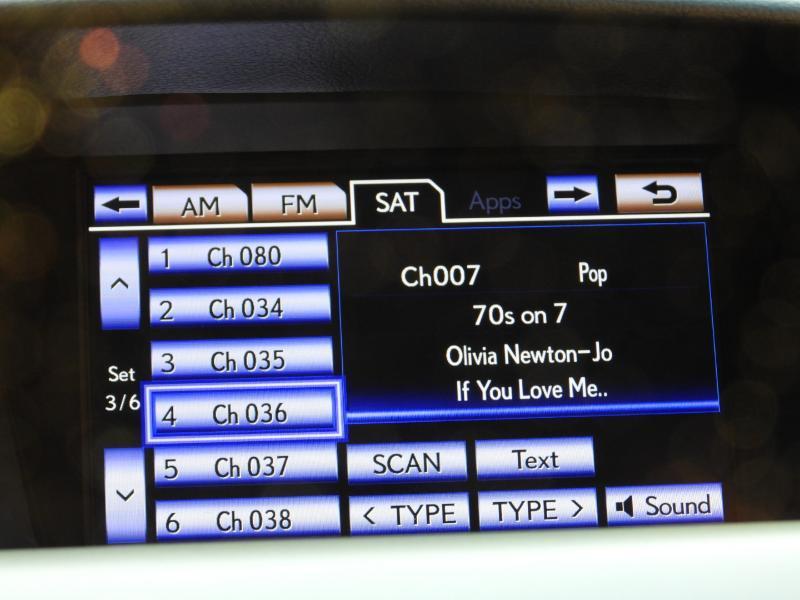 ← AM FM SAT Apps →
^
1 Ch 080
2 Ch 034
3 Ch 035
4 Ch 036
5 Ch 037
6 Ch 038
Set
3/6
Ch007 Pop
70s on 7
Olivia Newton-Jo
If You Love Me..
SCAN Text
< TYPE TYPE > Sound